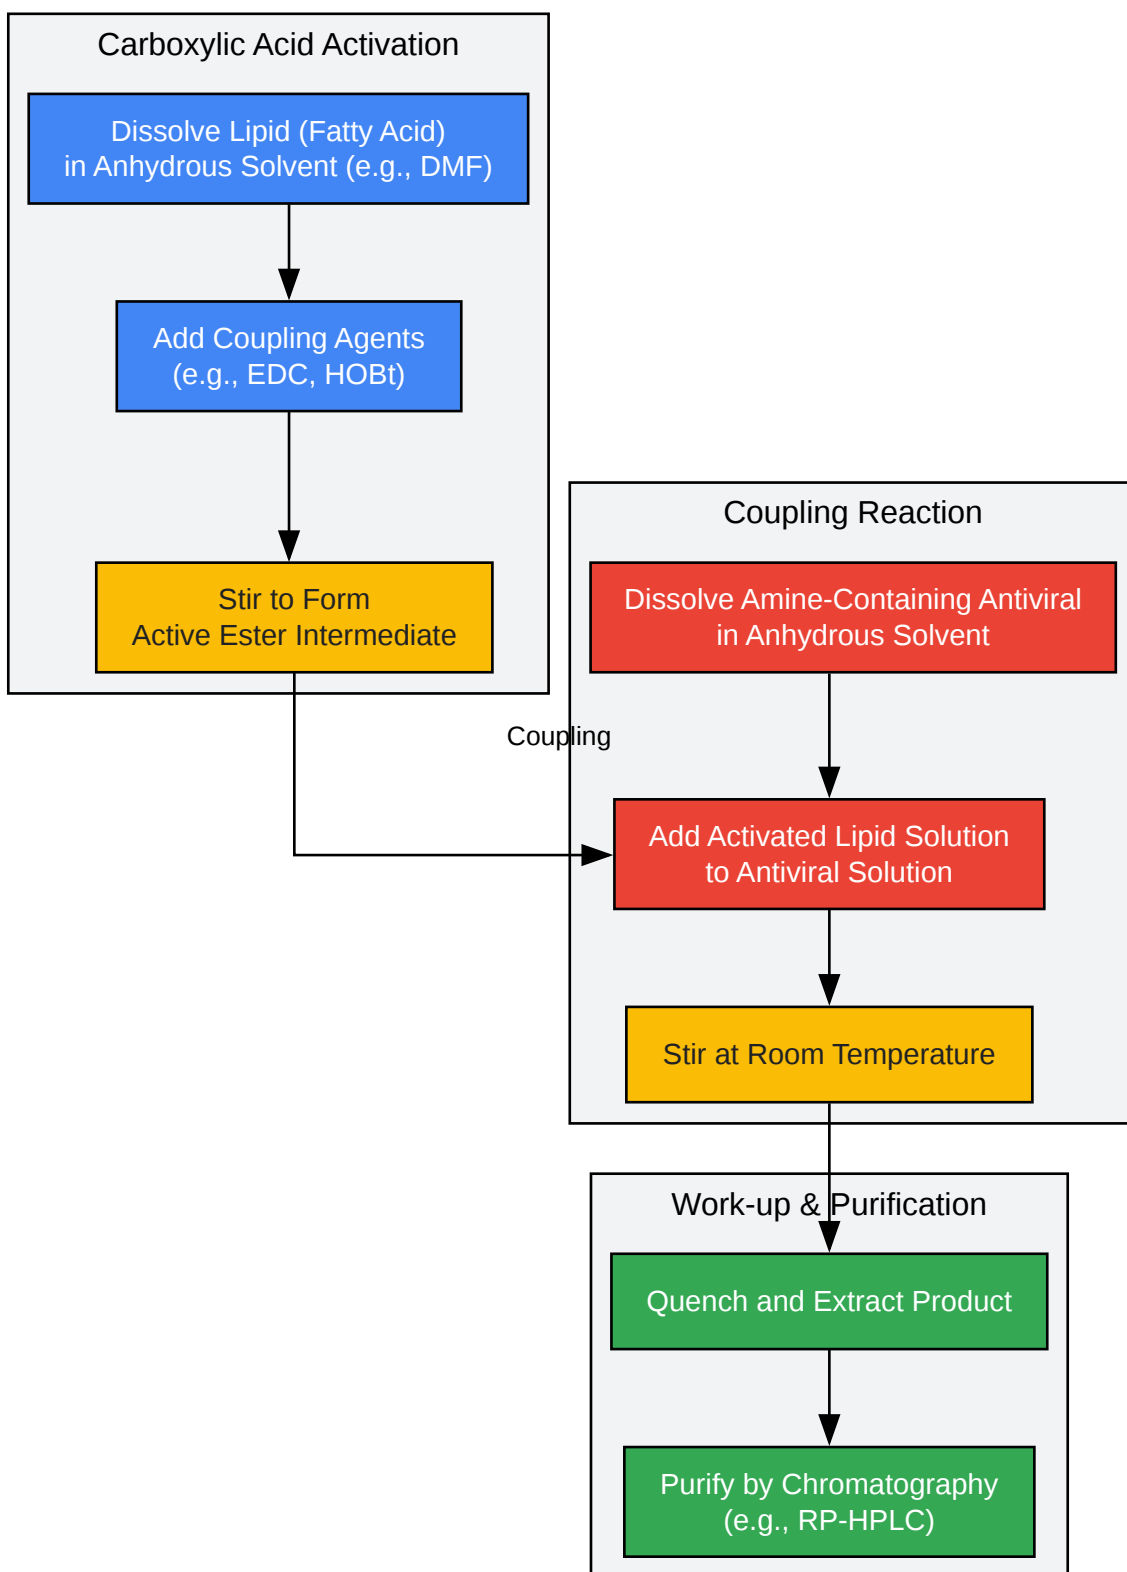 Carboxylic Acid Activation
Dissolve Lipid (Fatty Acid)
in Anhydrous Solvent (e.g., DMF)
Add Coupling Agents
(e.g., EDC, HOBt)
Stir to Form
Active Ester Intermediate
Coupling
Coupling Reaction
Dissolve Amine-Containing Antiviral
in Anhydrous Solvent
Add Activated Lipid Solution
to Antiviral Solution
Stir at Room Temperature
Work-up & Purification
Quench and Extract Product
Purify by Chromatography
(e.g., RP-HPLC)